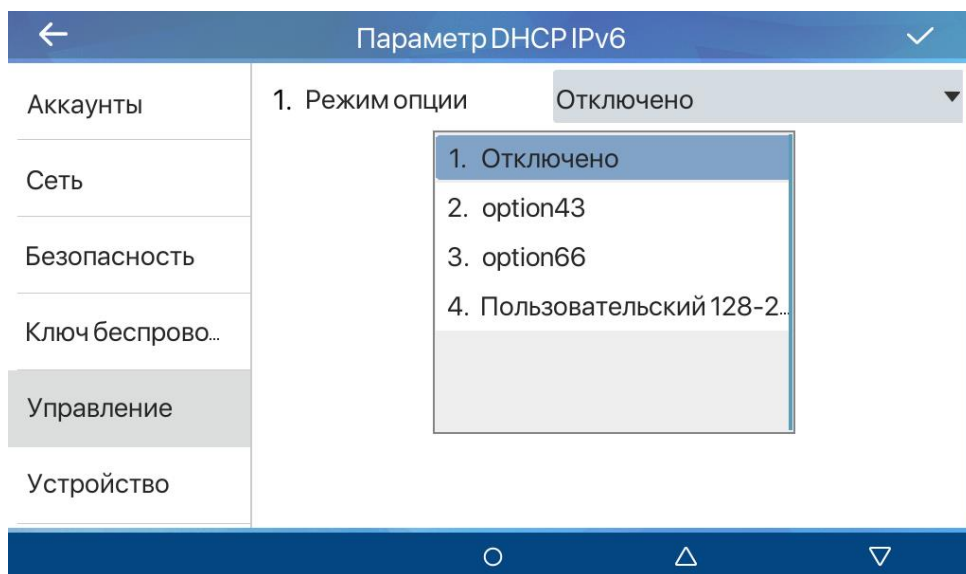 Параметр DHCP IPv6
Аккаунты
Сеть
Безопасность
Ключ беспрово...
Управление
Устройство
1. Режим опции
Отключено
1. Отключено
2. option43
3. option66
4. Пользовательский 128-2...